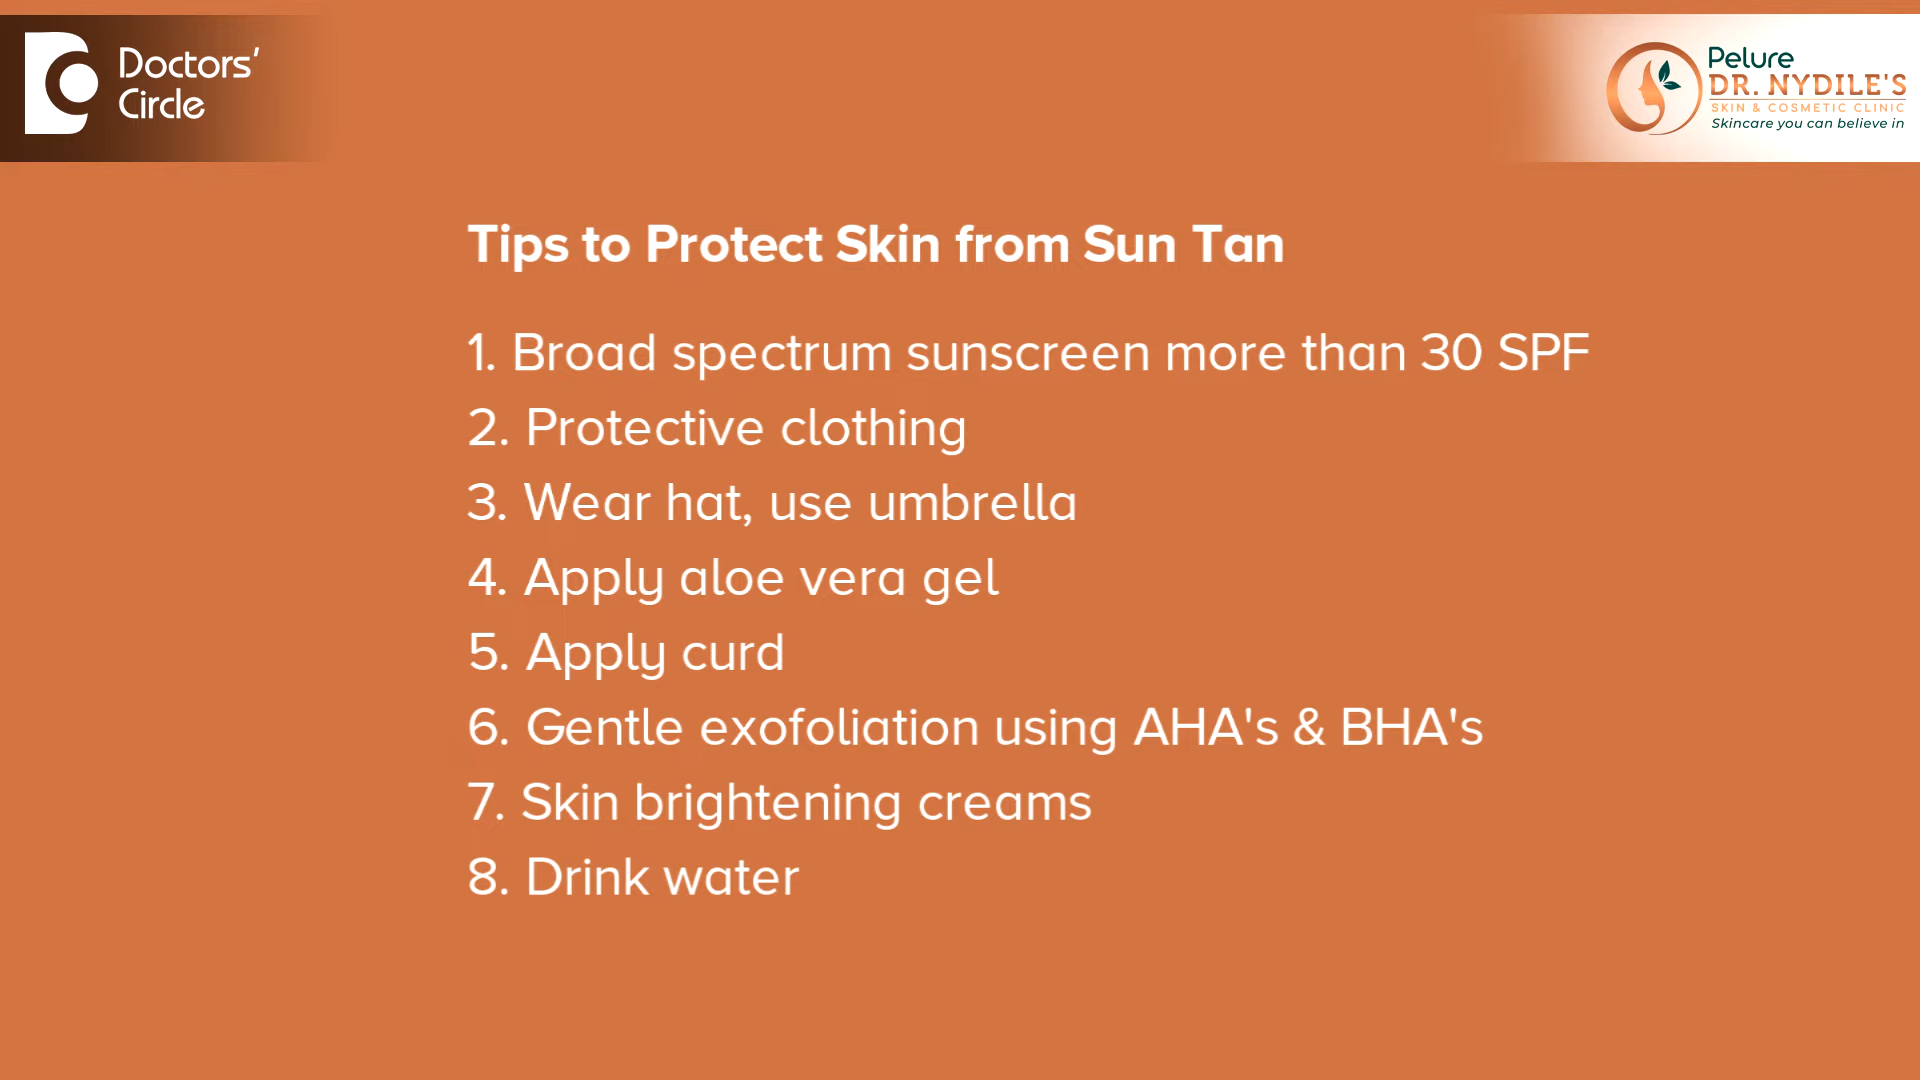 Doctors'
Circle
Pelure
DR. NYDILE'S
SKIN & COSMETIC CLINIC
Skincare you can believe in
Tips to Protect Skin from Sun Tan
1. Broad spectrum sunscreen more than 30 SPF
2. Protective clothing
3. Wear hat, use umbrella
4. Apply aloe vera gel
5. Apply curd
6. Gentle exofoliation using AHA's & BHA's
7. Skin brightening creams
8. Drink water